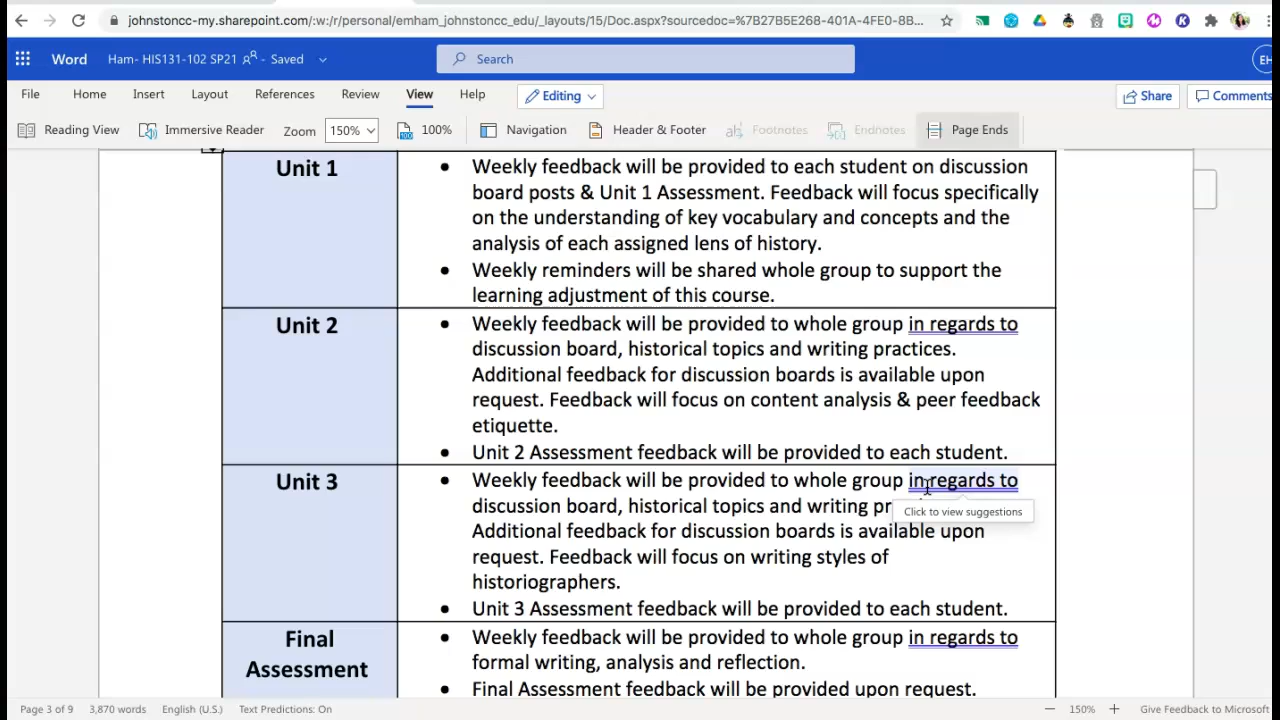 johnstoncc-my.sharepoint.com/:w:/r/personal/emham_johnstoncc_edu/_layouts/15/Doc.aspx?sourcedoc=%7B27B5E268-401A-4FE0-8B...
Word Ham- HIS131-102 SP21 - Saved Search EH
File Home Insert Layout References Review View Help Editing Share Comments
Reading View Immersive Reader Zoom 150% 100% Navigation Header & Footer Footnotes Endnotes Page Ends
Unit 1
• Weekly feedback will be provided to each student on discussion
board posts & Unit 1 Assessment. Feedback will focus specifically
on the understanding of key vocabulary and concepts and the
analysis of each assigned lens of history.
• Weekly reminders will be shared whole group to support the
learning adjustment of this course.
Unit 2
• Weekly feedback will be provided to whole group in regards to
discussion board, historical topics and writing practices.
Additional feedback for discussion boards is available upon
request. Feedback will focus on content analysis & peer feedback
etiquette.
• Unit 2 Assessment feedback will be provided to each student.
Unit 3
• Weekly feedback will be provided to whole group in regards to
discussion board, historical topics and writing pr
Click to view suggestions
Additional feedback for discussion boards is available upon
request. Feedback will focus on writing styles of
historiographers.
• Unit 3 Assessment feedback will be provided to each student.
Final
Assessment
• Weekly feedback will be provided to whole group in regards to
formal writing, analysis and reflection.
• Final Assessment feedback will be provided upon request.
Page 3 of 9 3,870 words English (U.S.) Text Predictions: On — 150% + Give Feedback to Microsoft